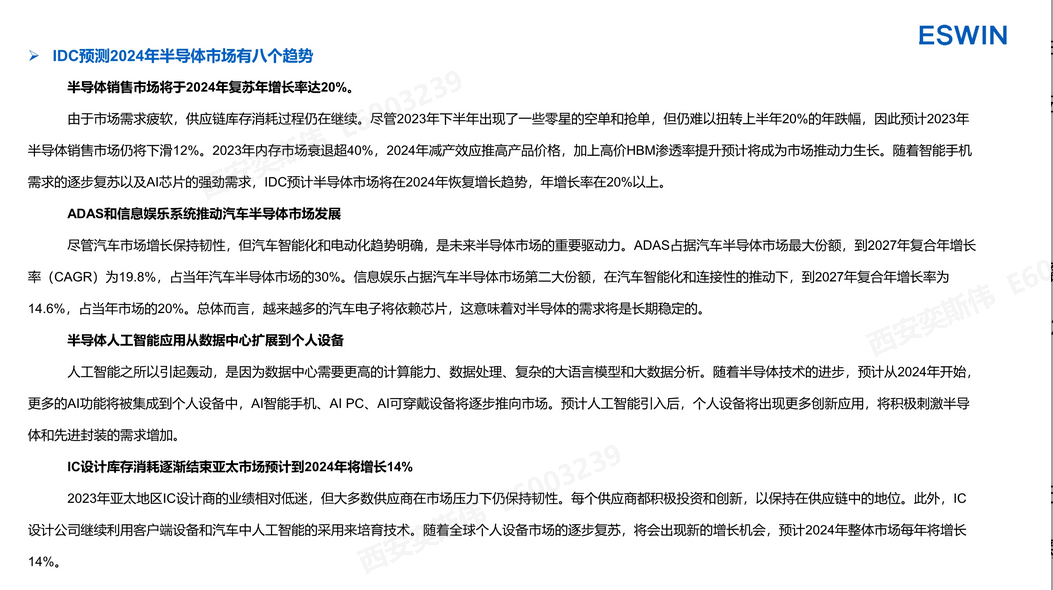 ESWIN
➢ IDC预测2024年半导体市场有八个趋势
半导体销售市场将于2024年复苏年增长率达20%。
由于市场需求疲软，供应链库存消耗过程仍在继续。尽管2023年下半年出现了一些零星的空单和抢单，但仍难以扭转上半年20%的年跌幅，因此预计2023年
半导体销售市场仍将下滑12%。2023年内存市场衰退超40%，2024年减产效应推高产品价格，加上高价HBM渗透率提升预计将成为市场推动力生长。随着智能手机
需求的逐步复苏以及AI芯片的强劲需求，IDC预计半导体市场将在2024年恢复增长趋势，年增长率在20%以上。
ADAS和信息娱乐系统推动汽车半导体市场发展
尽管汽车市场增长保持韧性，但汽车智能化和电动化趋势明确，是未来半导体市场的重要驱动力。ADAS占据汽车半导体市场最大份额，到2027年复合年增长
率（CAGR）为19.8%，占当年汽车半导体市场的30%。信息娱乐占据汽车半导体市场第二大份额，在汽车智能化和连接性的推动下，到2027年复合年增长率为
14.6%，占当年市场的20%。总体而言，越来越多的汽车电子将依赖芯片，这意味着对半导体的需求将是长期稳定的。
半导体人工智能应用从数据中心扩展到个人设备
人工智能之所以引起轰动，是因为数据中心需要更高的计算能力、数据处理、复杂的大语言模型和大数据分析。随着半导体技术的进步，预计从2024年开始，
更多的AI功能将被集成到个人设备中，AI智能手机、AI PC、AI可穿戴设备将逐步推向市场。预计人工智能引入后，个人设备将出现更多创新应用，将积极刺激半导
体和先进封装的需求增加。
IC设计库存消耗逐渐结束亚太市场预计到2024年将增长14%
2023年亚太地区IC设计商的业绩相对低迷，但大多数供应商在市场压力下仍保持韧性。每个供应商都积极投资和创新，以保持在供应链中的地位。此外，IC
设计公司继续利用客户端设备和汽车中人工智能的采用来培育技术。随着全球个人设备市场的逐步复苏，将会出现新的增长机会，预计2024年整体市场每年将增长
14%。
西安奕斯伟 E6003239
西安奕斯伟 E600
西安奕斯伟 E6003239